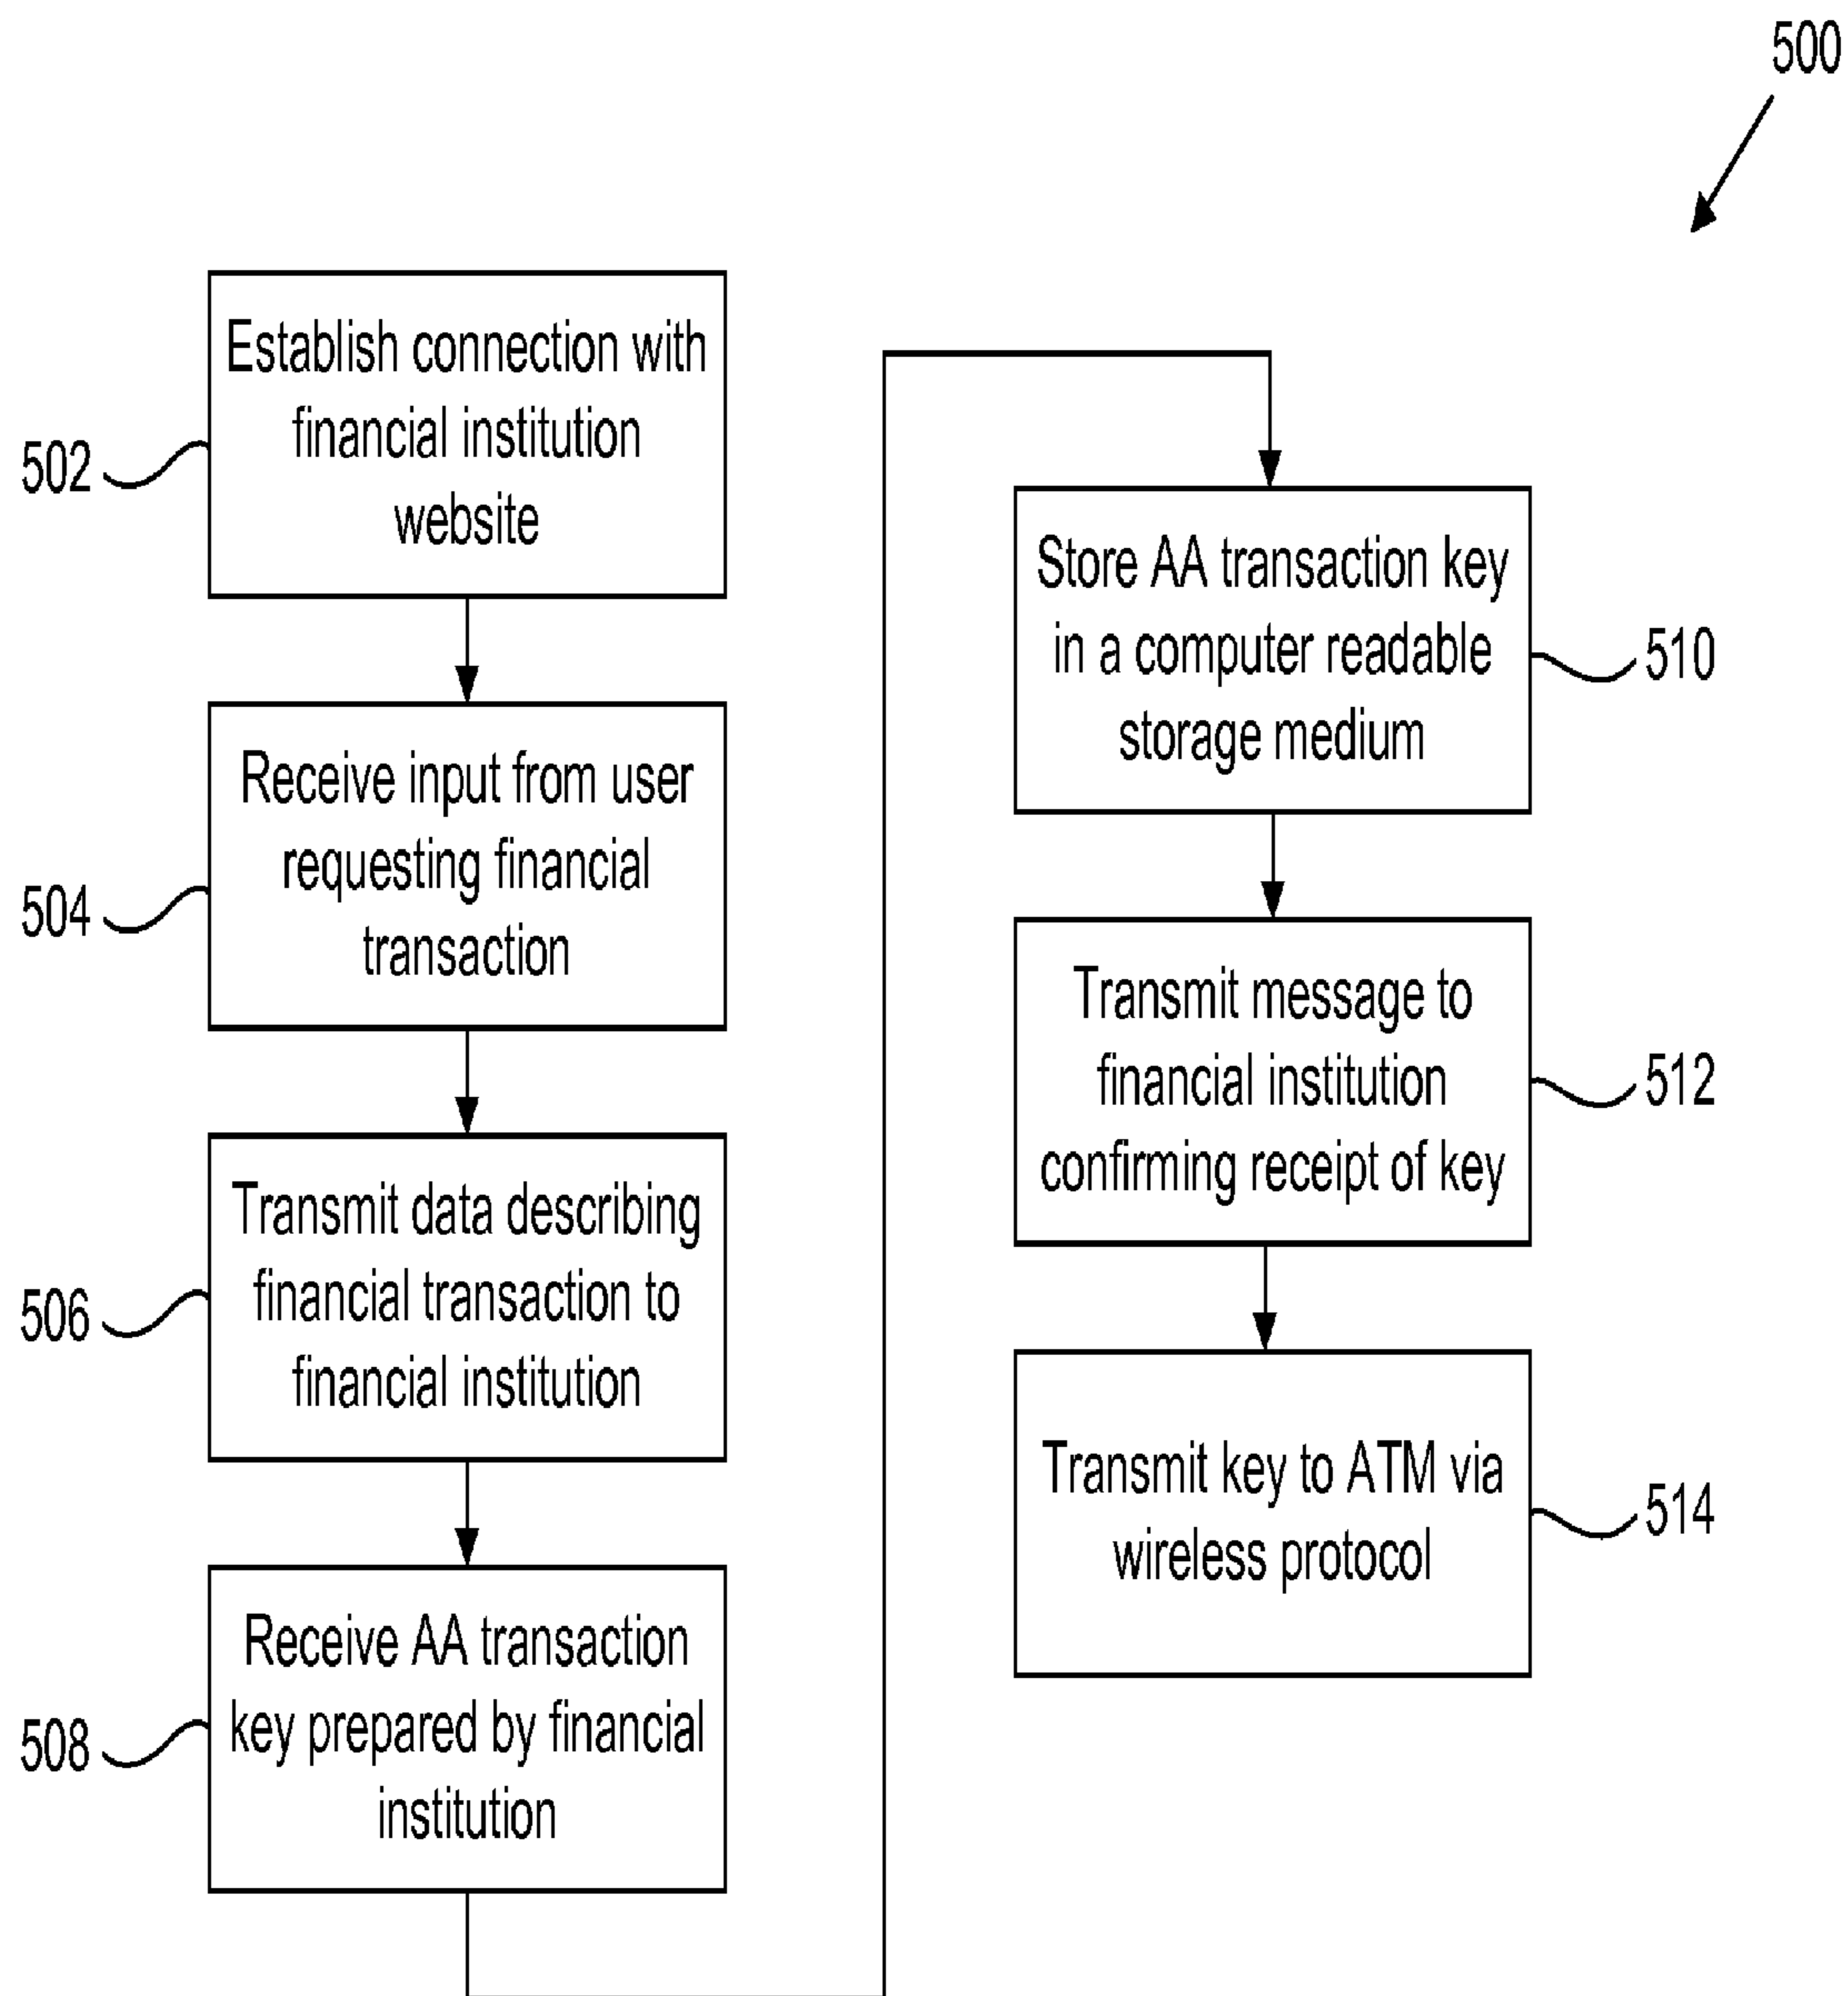 500
502
Establish connection with
financial institution
website
504
Receive input from user
requesting financial
transaction
506
Transmit data describing
financial transaction to
financial institution
508
Receive AA transaction
key prepared by financial
institution
Store AA transaction key
in a computer readable
storage medium
510
Transmit message to
financial institution
confirming receipt of key
512
Transmit key to ATM via
wireless protocol
514